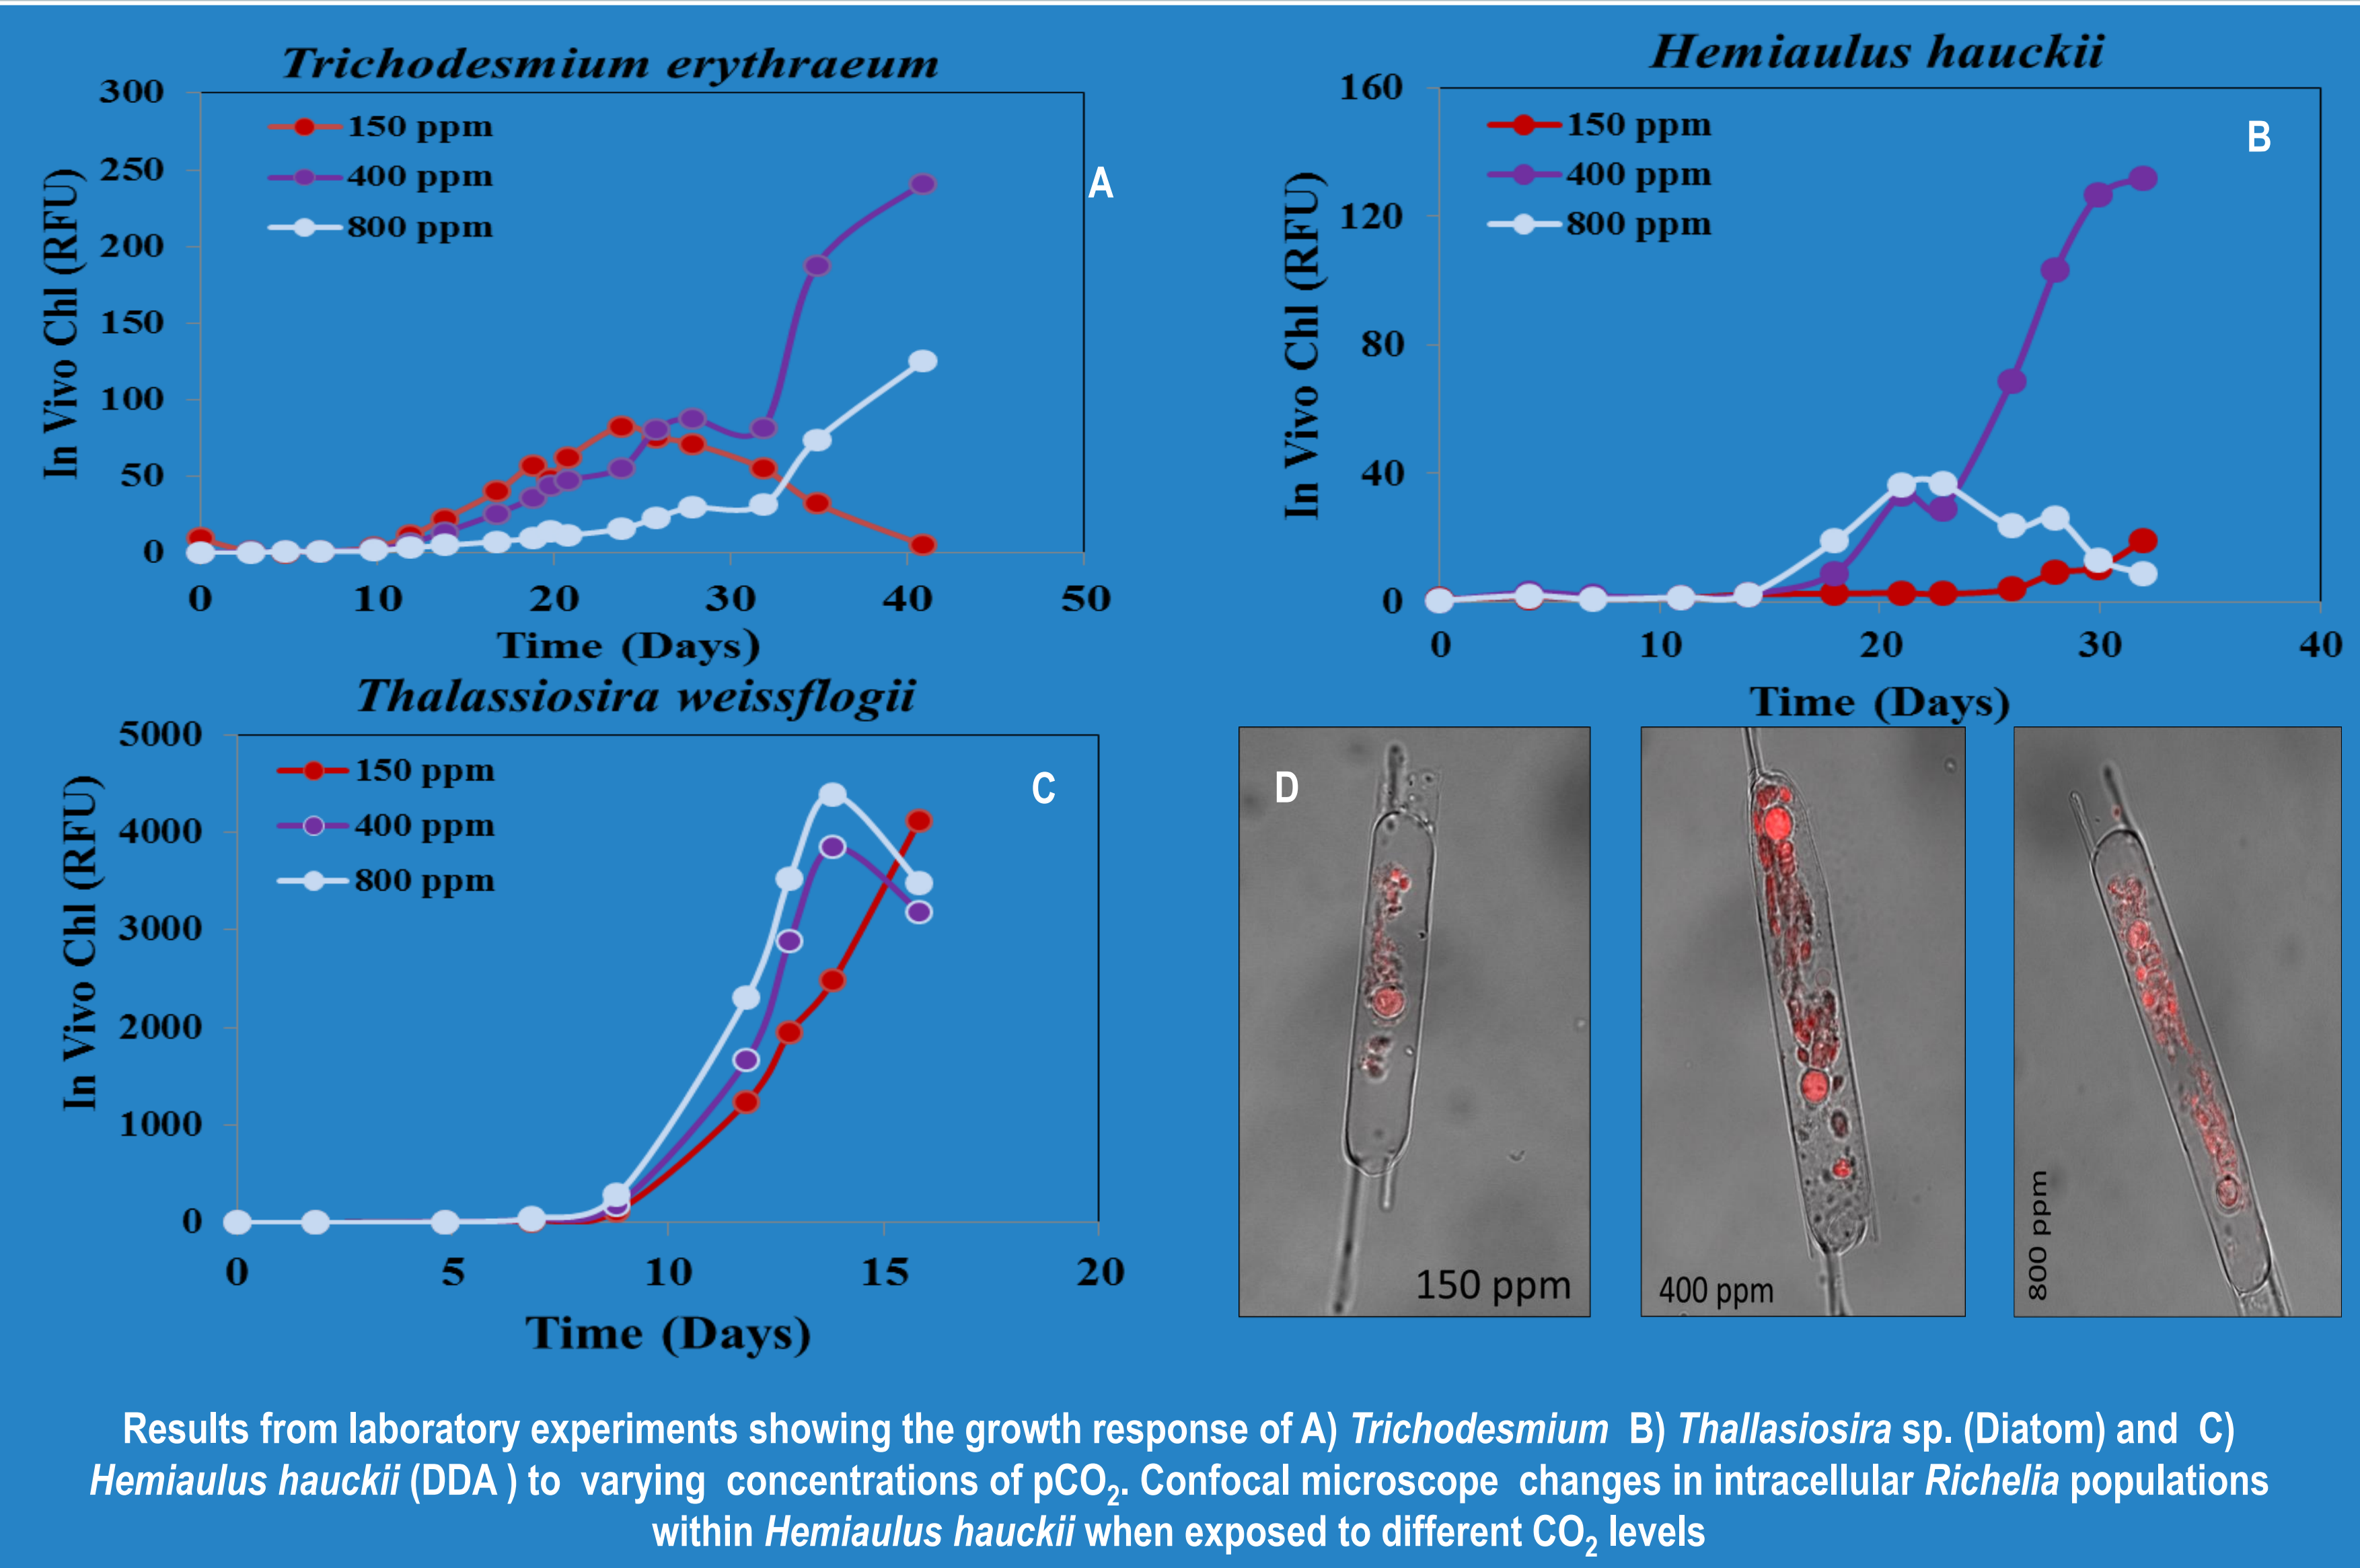 Trichodesmium erythraeum
300
250
200
150
100
50
0
In Vivo Chl (RFU)
150 ppm
400 ppm
800 ppm
A
0 10 20 30 40 50
Time (Days)
Hemiaulus hauckii
160
120
80
40
0
In Vivo Chl (RFU)
150 ppm
400 ppm
800 ppm
B
0 10 20 30 40
Time (Days)
Thalassiosira weissflogii
5000
4000
3000
2000
1000
0
In Vivo Chl (RFU)
150 ppm
400 ppm
800 ppm
C
0 5 10 15 20
Time (Days)
D
150 ppm
400 ppm
800 ppm
Results from laboratory experiments showing the growth response of A) Trichodesmium B) Thallasiosira sp. (Diatom) and C)
Hemiaulus hauckii (DDA ) to varying concentrations of pCO₂. Confocal microscope changes in intracellular Richelia populations
within Hemiaulus hauckii when exposed to different CO₂ levels